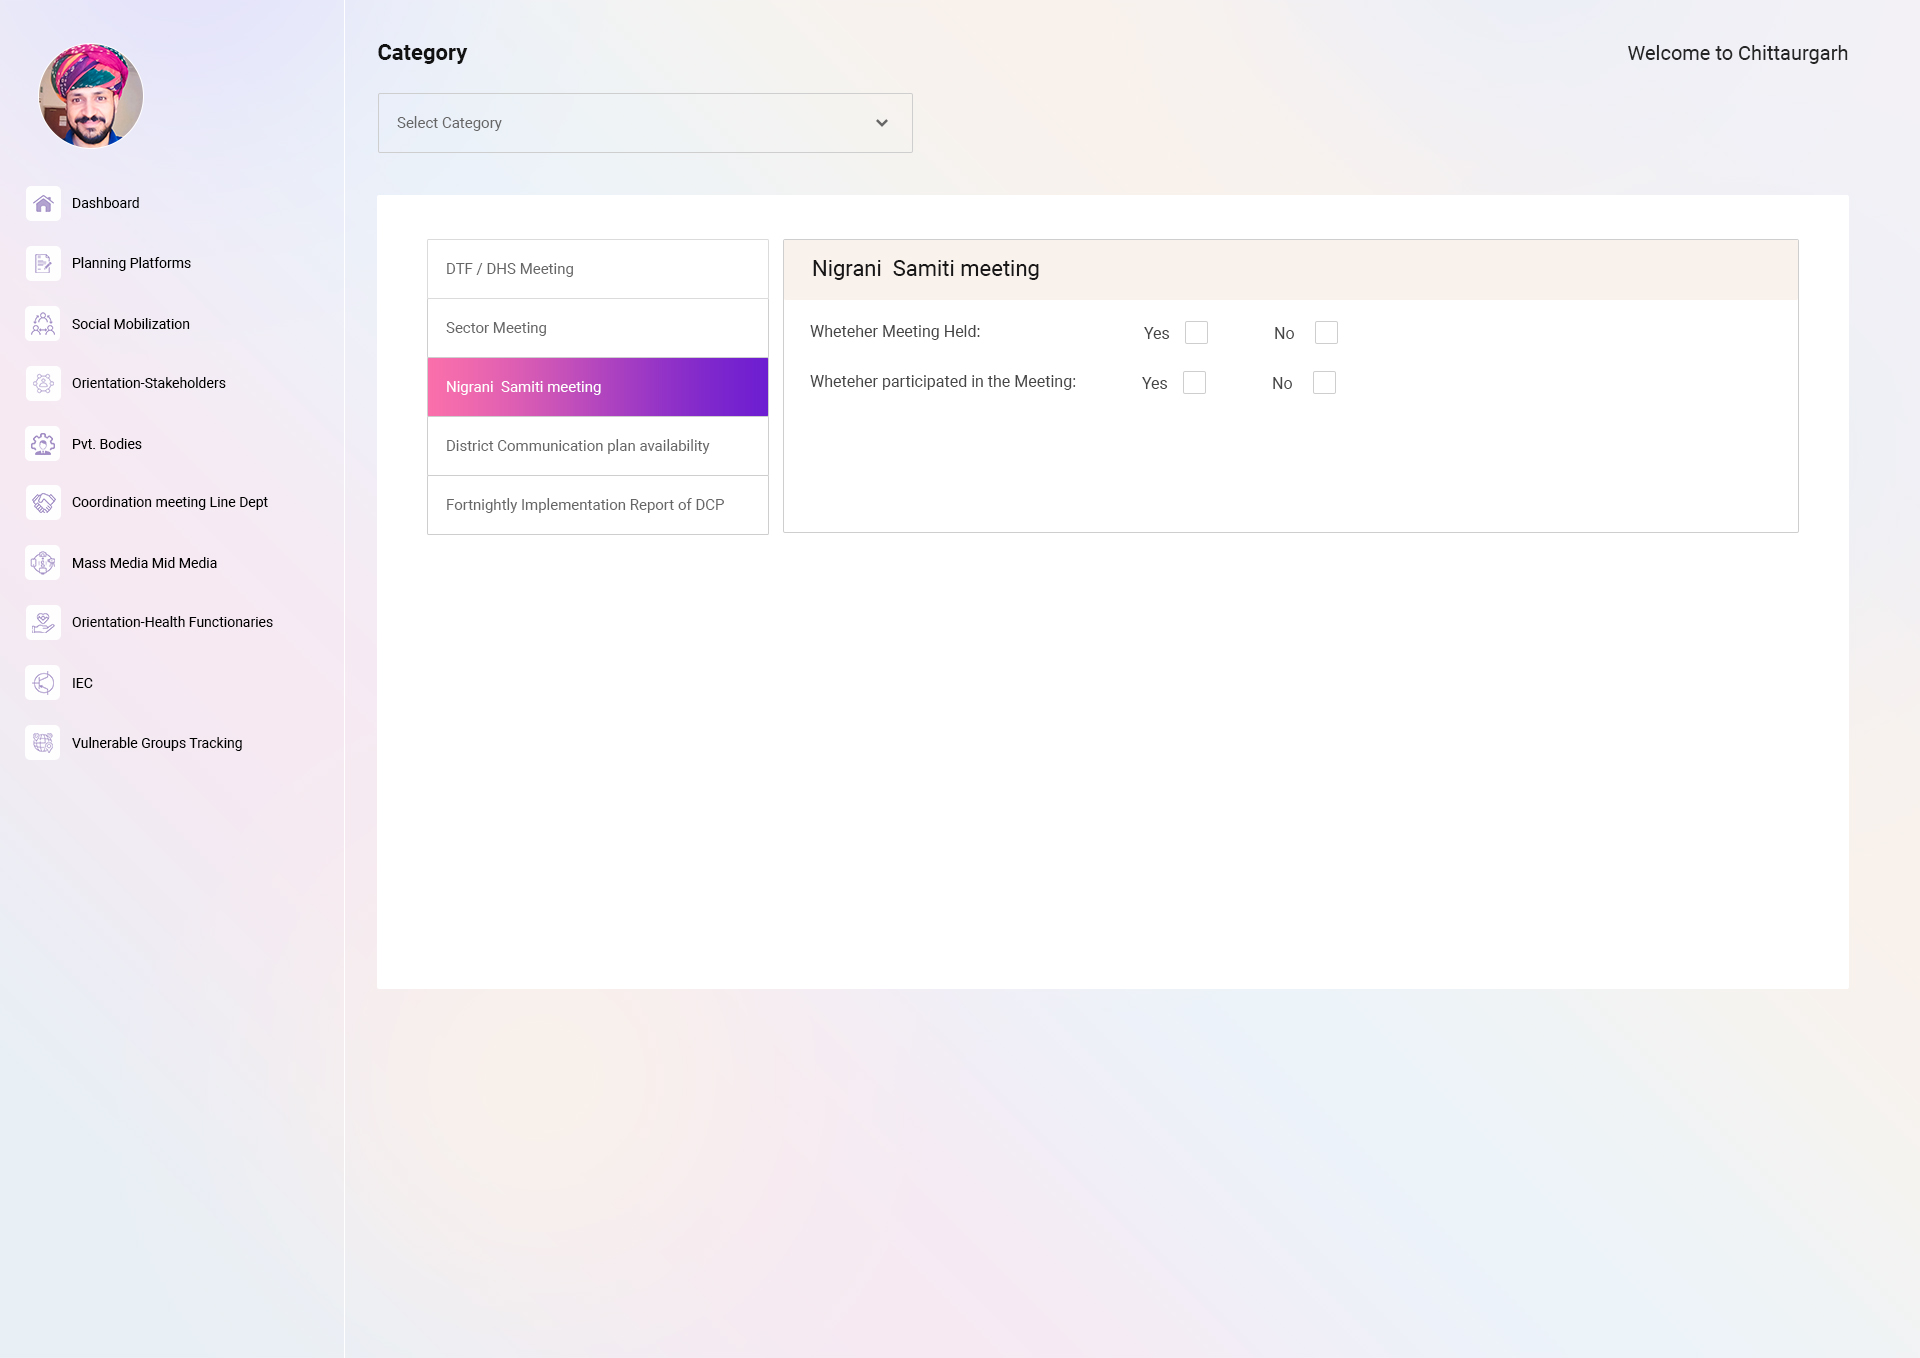 Dashboard
Planning Platforms
Social Mobilization
Orientation-Stakeholders
Pvt. Bodies
Coordination meeting Line Dept
Mass Media Mid Media
Orientation-Health Functionaries
IEC
Vulnerable Groups Tracking
Category
Welcome to Chittaurgarh
Select Category
DTF / DHS Meeting
Sector Meeting
Nigrani  Samiti meeting
District Communication plan availability
Fortnightly Implementation Report of DCP
Nigrani  Samiti meeting
Wheteher Meeting Held: Yes No
Wheteher participated in the Meeting: Yes No